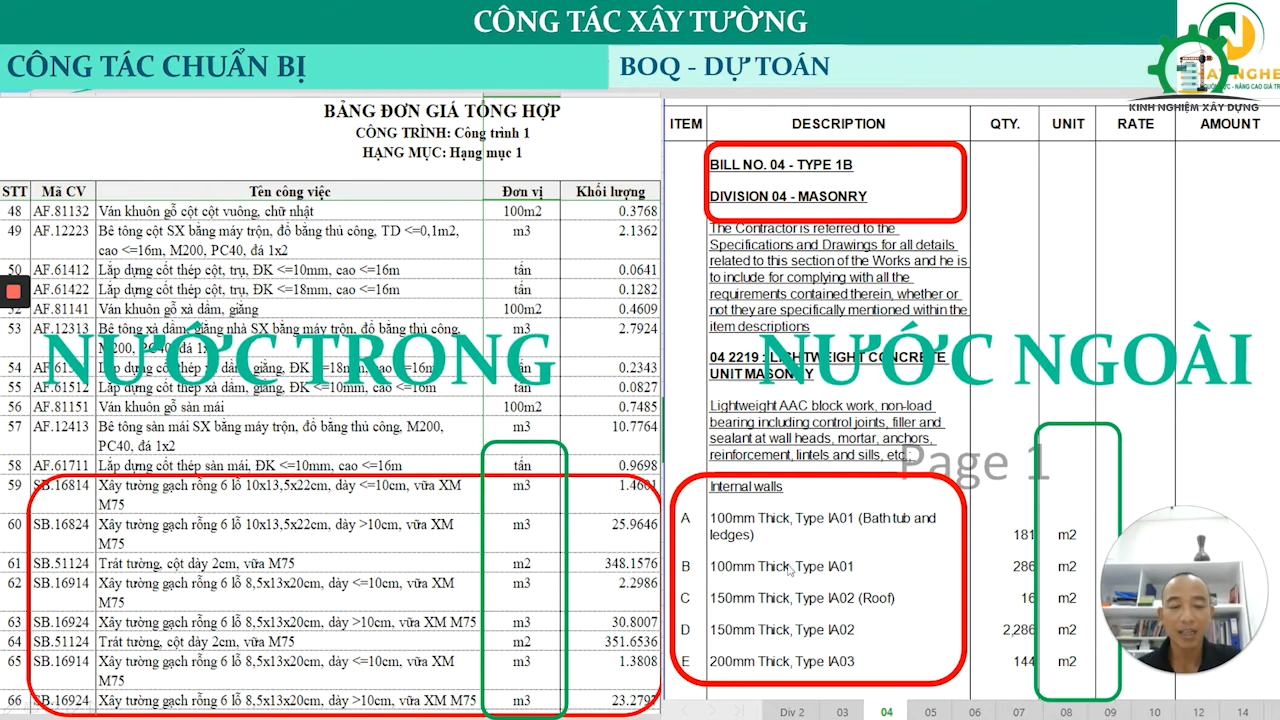 CÔNG TÁC XÂY TƯỜNG
CÔNG TÁC CHUẨN BỊ
BOQ - DỰ TOÁN
KINH NGHIỆM XÂY DỰNG
BẢNG ĐƠN GIÁ TỔNG HỢP
CÔNG TRÌNH: Công trình 1
HẠNG MỤC: Hạng mục 1
STT Mã CV Tên công việc Đơn vị Khối lượng
48 AF.81132 Ván khuôn gỗ cột cột vuông, chữ nhật 100m2 0.3768
49 AF.12223 Bê tông cột SX bằng máy trộn, đổ bằng thủ công, TD <=0,1m2, m3 2.1362
cao <=16m, M200, PC40, đá 1x2
50 AF.61412 Lắp dựng cốt thép cột, trụ, ĐK <=10mm, cao <=16m tấn 0.0641
AF.61422 Lắp dựng cốt thép cột, trụ, ĐK <=18mm, cao <=16m tấn 0.1282
52 AF.81141 Ván khuôn gỗ xà dầm, giằng 100m2 0.4609
53 AF.12313 Bê tông xà dầm, giằng nhà SX bằng máy trộn, đổ bằng thủ công, m3 2.7924
M200, PC40, đá 1x2
NƯỚC TRONG
54 dầm, giằng, ĐK <=18mm, cao <=16m tấn 0.2343
55 AF.61512 Lắp dựng cốt thép xà dầm, giằng, ĐK <=10mm, cao <=16m tấn 0.0827
56 AF.81151 Ván khuôn gỗ sàn mái 100m2 0.7485
57 AF.12413 Bê tông sàn mái SX bằng máy trộn, đổ bằng thủ công, M200, m3 10.7764
PC40, đá 1x2
58 AF.61711 Lắp dựng cốt thép sàn mái, ĐK <=10mm, cao <=16m tấn 0.9698
59 SB.16814 Xây tường gạch rỗng 6 lỗ 10x13,5x22cm, dày <=10cm, vữa XM m3
M75
60 SB.16824 Xây tường gạch rỗng 6 lỗ 10x13,5x22cm, dày >10cm, vữa XM m3 25.9646
M75
61 SB.51124 Trát tường, cột dày 2cm, vữa M75 m2 348.1576
62 SB.16914 Xây tường gạch rỗng 6 lỗ 8,5x13x20cm, dày <=10cm, vữa XM m3 2.2986
M75
63 SB.16924 Xây tường gạch rỗng 6 lỗ 8,5x13x20cm, dày >10cm, vữa XM M75 m3 30.8007
64 SB.51124 Trát tường, cột dày 2cm, vữa M75 m2 351.6536
65 SB.16914 Xây tường gạch rỗng 6 lỗ 8,5x13x20cm, dày <=10cm, vữa XM m3 1.3808
M75
66 SB.16924 Xây tường gạch rỗng 6 lỗ 8,5x13x20cm, dày >10cm, vữa XM M75 m3
ITEM DESCRIPTION QTY. UNIT RATE AMOUNT
BILL NO. 04 - TYPE 1B
DIVISION 04 - MASONRY
The Contractor is referred to the
Specifications and Drawings for all details
related to this section of the Works and he is
to include for complying with all the
requirements contained therein, whether or
not they are specifically mentioned within the
item descriptions
04 2219 : LIGHTWEIGHT CONCRETE
UNIT MASONRY
NƯỚC NGOÀI
Lightweight AAC block work, non-load
bearing including control joints, filler and
sealant at wall heads, mortar, anchors,
reinforcement, lintels and sills, etc.;
Page 1
Internal walls
A 100mm Thick, Type IA01 (Bath tub and
ledges) 181 m2
B 100mm Thick, Type IA01 286 m2
C 150mm Thick, Type IA02 (Roof) 16 m2
D 150mm Thick, Type IA02 2,286 m2
E 200mm Thick, Type IA03 144 m2
Div 2 03 04 05 06 07 08 09 10 11 12 14